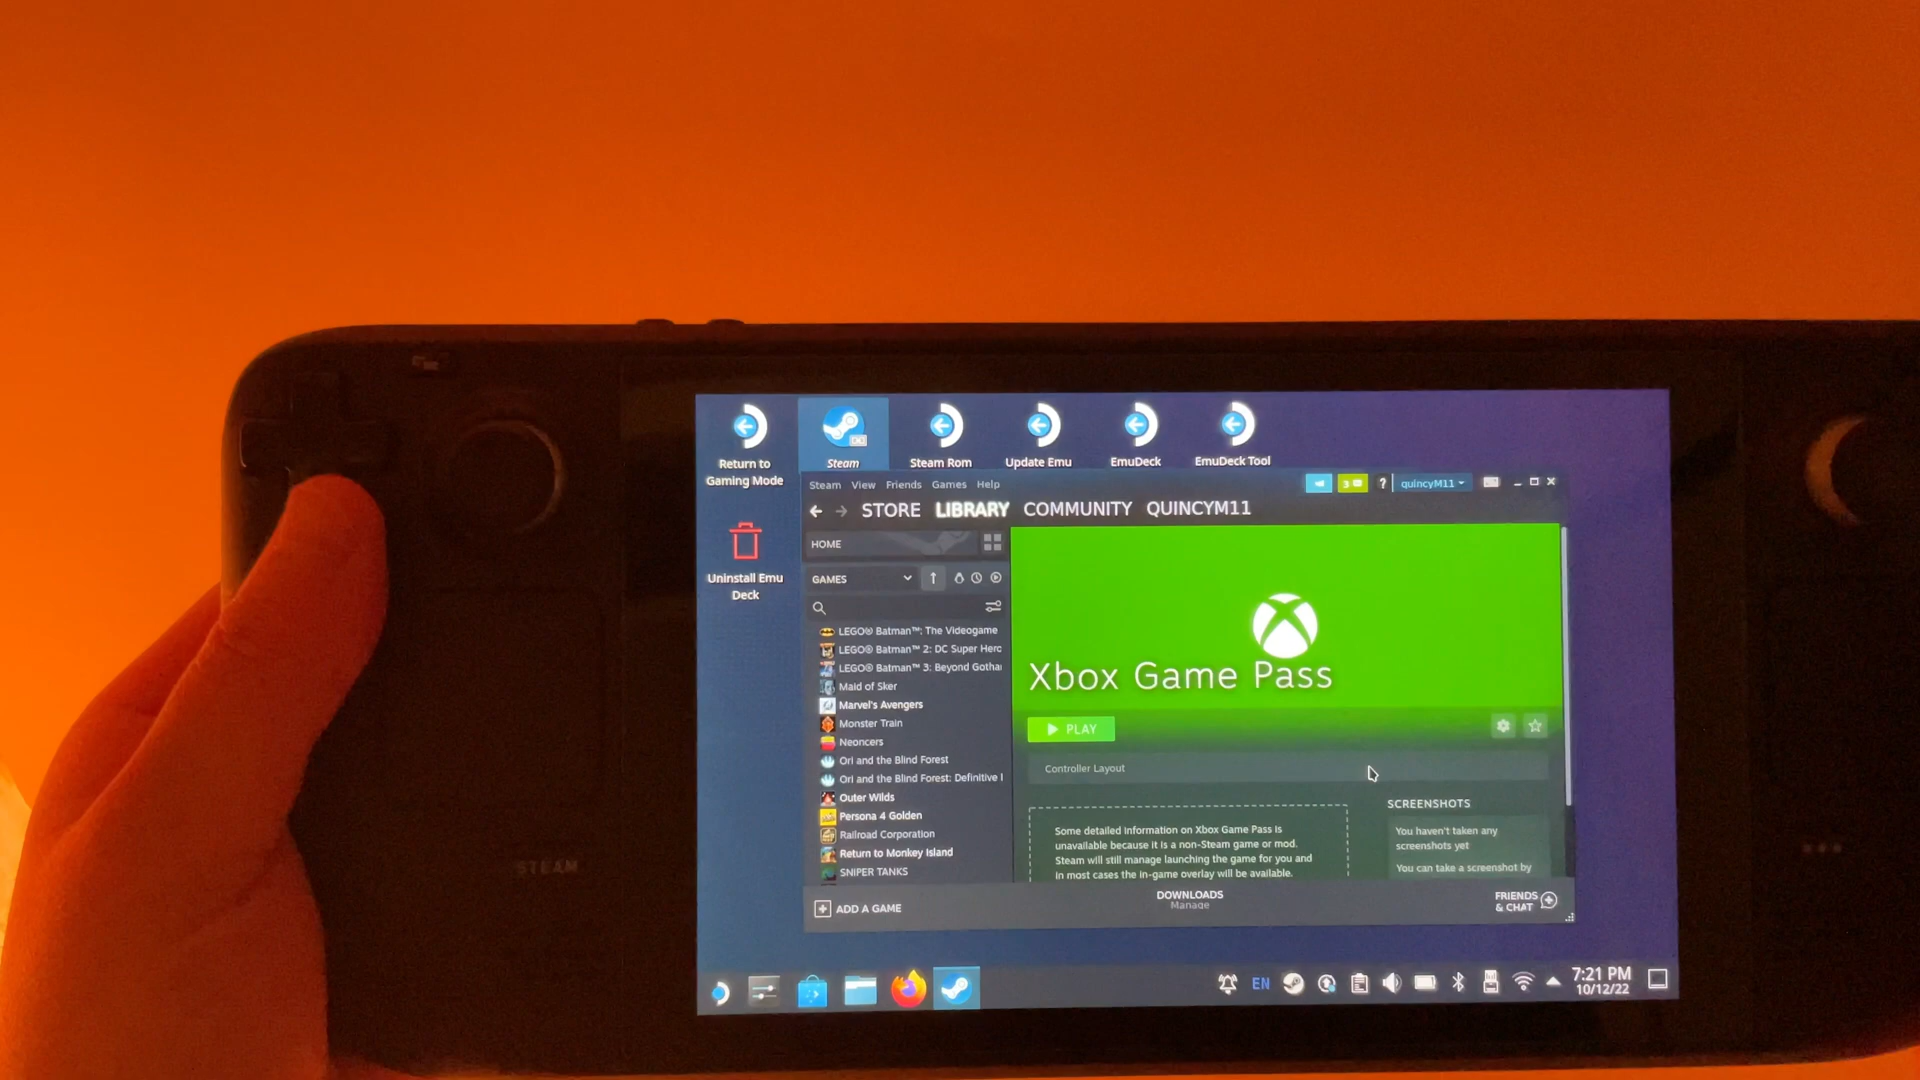 Return to
Gaming Mode
Steam
Steam Rom
Update Emu
EmuDeck
EmuDeck Tool
Uninstall Emu
Deck
Steam View Friends Games Help
3
?
quincyM11
STORE LIBRARY COMMUNITY QUINCYM11
HOME
GAMES
LEGO® Batman™: The Videogame
LEGO® Batman™ 2: DC Super Herc
LEGO® Batman™ 3: Beyond Gotha
Maid of Sker
Marvel's Avengers
Monster Train
Neoncers
Ori and the Blind Forest
Ori and the Blind Forest: Definitive
Outer Wilds
Persona 4 Golden
Railroad Corporation
Return to Monkey Island
SNIPER TANKS
Xbox Game Pass
PLAY
Controller Layout
Some detailed information on Xbox Game Pass is
unavailable because it is a non-Steam game or mod.
Steam will still manage launching the game for you and
in most cases the in-game overlay will be available.
SCREENSHOTS
You haven't taken any
screenshots yet
You can take a screenshot by
ADD A GAME
DOWNLOADS
Manage
FRIENDS
& CHAT
EN
7:21 PM
10/12/22
STEAM